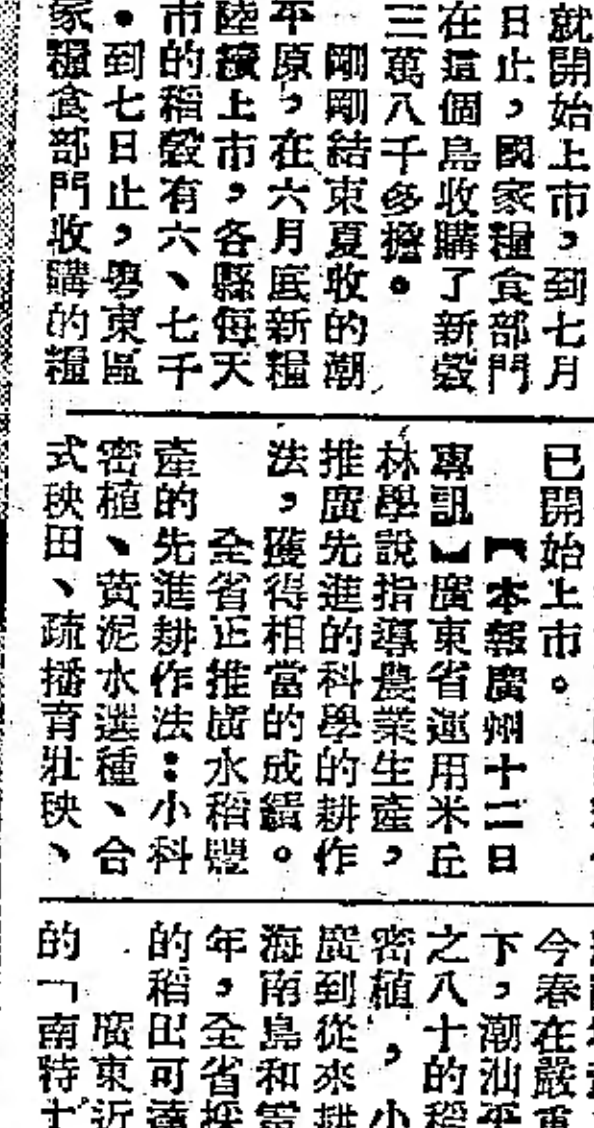 就開始上市，到七月
日止，國家糧食部門
在這個島收購了新穀
三萬八千多擔。
剛剛結束夏收的潮
平原，在六月底新糧
陸續上市，各縣每天
市的稻穀有六、七千
。到七日止，粵東區
家糧食部門收購的糧
已開始上市。
【本報廣州十二日
專訊】廣東省運用米丘
林學說指導農業生產，
推廣先進的科學的耕作
法，獲得相當的成績。
全省正推廣水稻豐
產的先進耕作法：小科
密植、黃泥水選種、合
式秧田、疏播育壯秧、
今春在嚴重
下，潮汕平
之八十的稻
密植，小
廣到從來耕
海南島和雷
年，全省採
的稻田可達
廣東近
的「南特